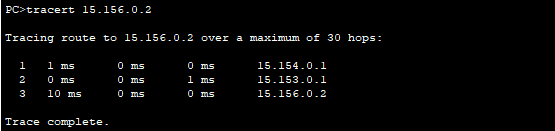 PC>tracert 15.156.0.2
Tracing route to 15.156.0.2 over a maximum of 30 hops:
1 1 ms 0 ms 0 ms 15.154.0.1
2 0 ms 0 ms 1 ms 15.153.0.1
3 10 ms 0 ms 0 ms 15.156.0.2
Trace complete.